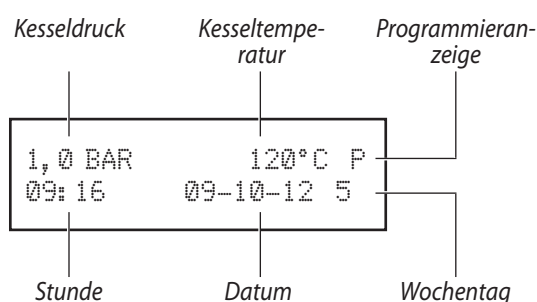 Kesseldruck
Kesseltempe-
ratur
Programmieran-
zeige
1,0 BAR 120°C P
09:16 09-10-12 5
Stunde
Datum
Wochentag